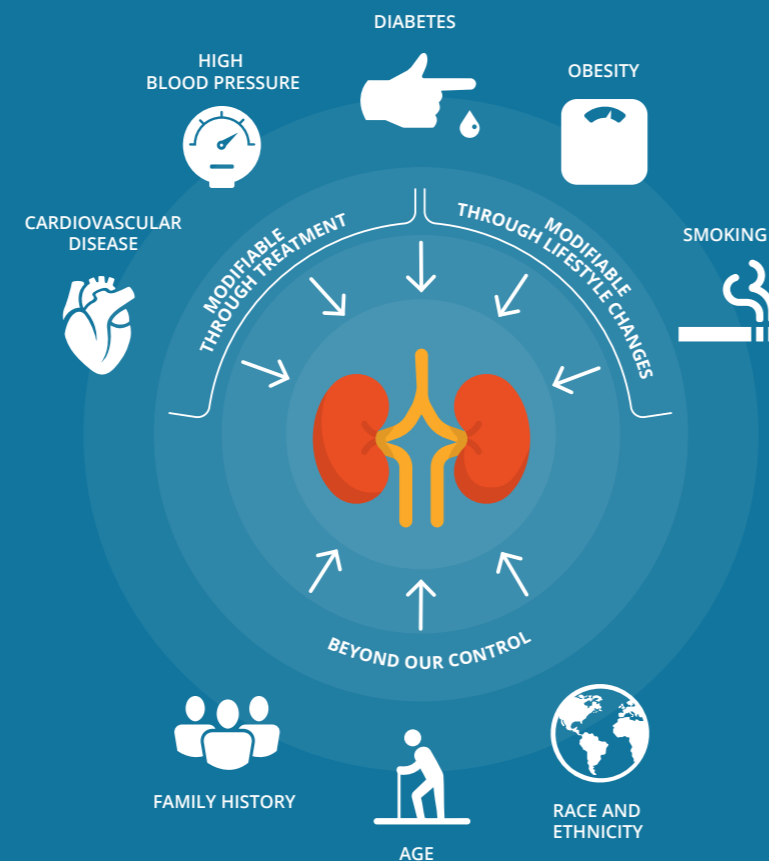 DIABETES
HIGH
BLOOD PRESSURE
OBESITY
CARDIOVASCULAR
DISEASE
SMOKING
MODIFIABLE
THROUGH TREATMENT
MODIFIABLE
THROUGH LIFESTYLE CHANGES
BEYOND OUR CONTROL
FAMILY HISTORY
AGE
RACE AND
ETHNICITY